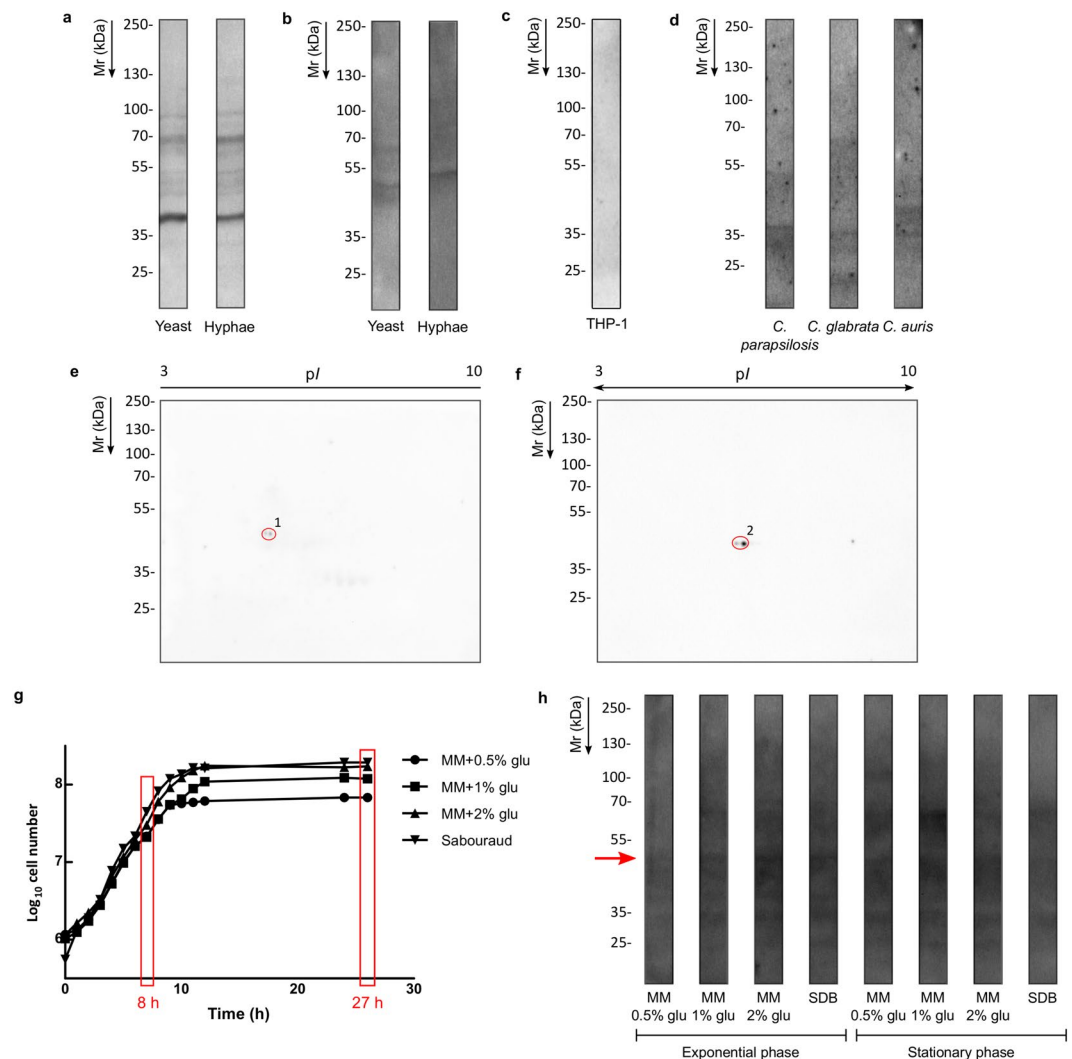 a
Mr (kDa)
250-
130-
100-
70-
55-
35-
25-
Yeast Hyphae
b
Mr (kDa)
250-
130-
100-
70-
55-
35-
25-
Yeast Hyphae
c
Mr (kDa)
250-
130-
100-
70-
55-
35-
25-
THP-1
d
Mr (kDa)
250-
130-
100-
70-
55-
35-
25-
C. parapsilosis
C. glabrata
C. auris
e
3 pI 10
Mr (kDa)
250-
130-
100-
70-
55-
35-
25-
1
f
3 pI 10
Mr (kDa)
250-
130-
100-
70-
55-
35-
25-
2
g
Log10 cell number
8
7
6
0 10 20 30
8 h 27 h
Time (h)
MM+0.5% glu
MM+1% glu
MM+2% glu
Sabouraud
h
Mr (kDa)
250-
130-
100-
70-
55-
35-
25-
MM MM MM SDB MM MM MM SDB
0.5% glu 1% glu 2% glu 0.5% glu 1% glu 2% glu
Exponential phase Stationary phase